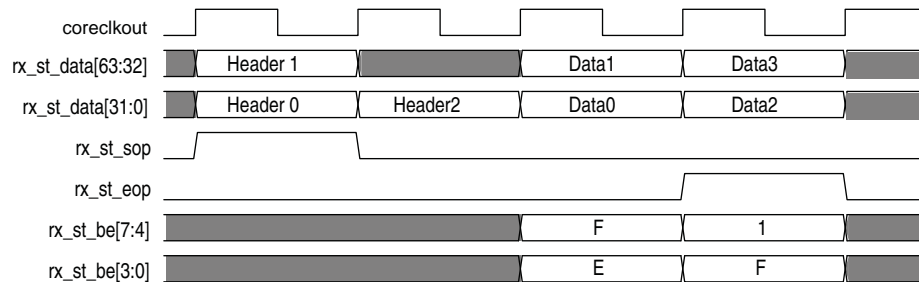 coreclkout
rx_st_data[63:32] Header 1 Data1 Data3
rx_st_data[31:0] Header 0 Header2 Data0 Data2
rx_st_sop
rx_st_eop
rx_st_be[7:4] F 1
rx_st_be[3:0] E F